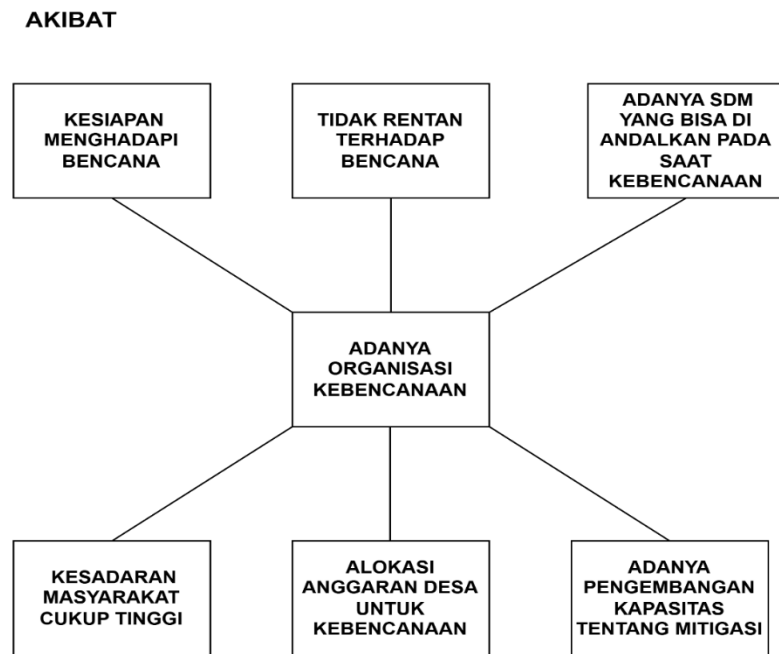 AKIBAT
KESIAPAN
MENGHADAPI
BENCANA
TIDAK RENTAN
TERHADAP
BENCANA
ADANYA SDM
YANG BISA DI
ANDALKAN PADA
SAAT
KEBENCANAAN
ADANYA
ORGANISASI
KEBENCANAAN
KESADARAN
MASYARAKAT
CUKUP TINGGI
ALOKASI
ANGGARAN DESA
UNTUK
KEBENCANAAN
ADANYA
PENGEMBANGAN
KAPASITAS
TENTANG MITIGASI